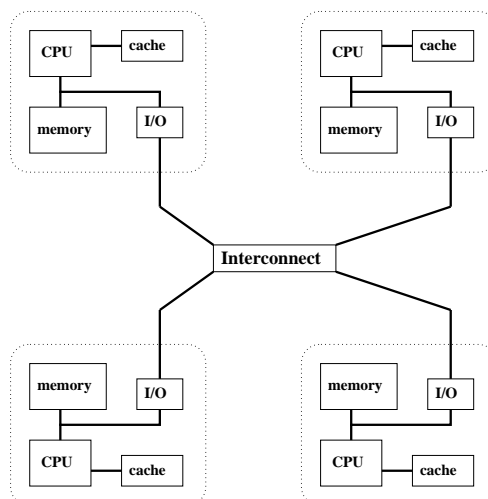 CPU
cache
memory
I/O
CPU
cache
memory
I/O
Interconnect
memory
I/O
CPU
cache
memory
I/O
CPU
cache